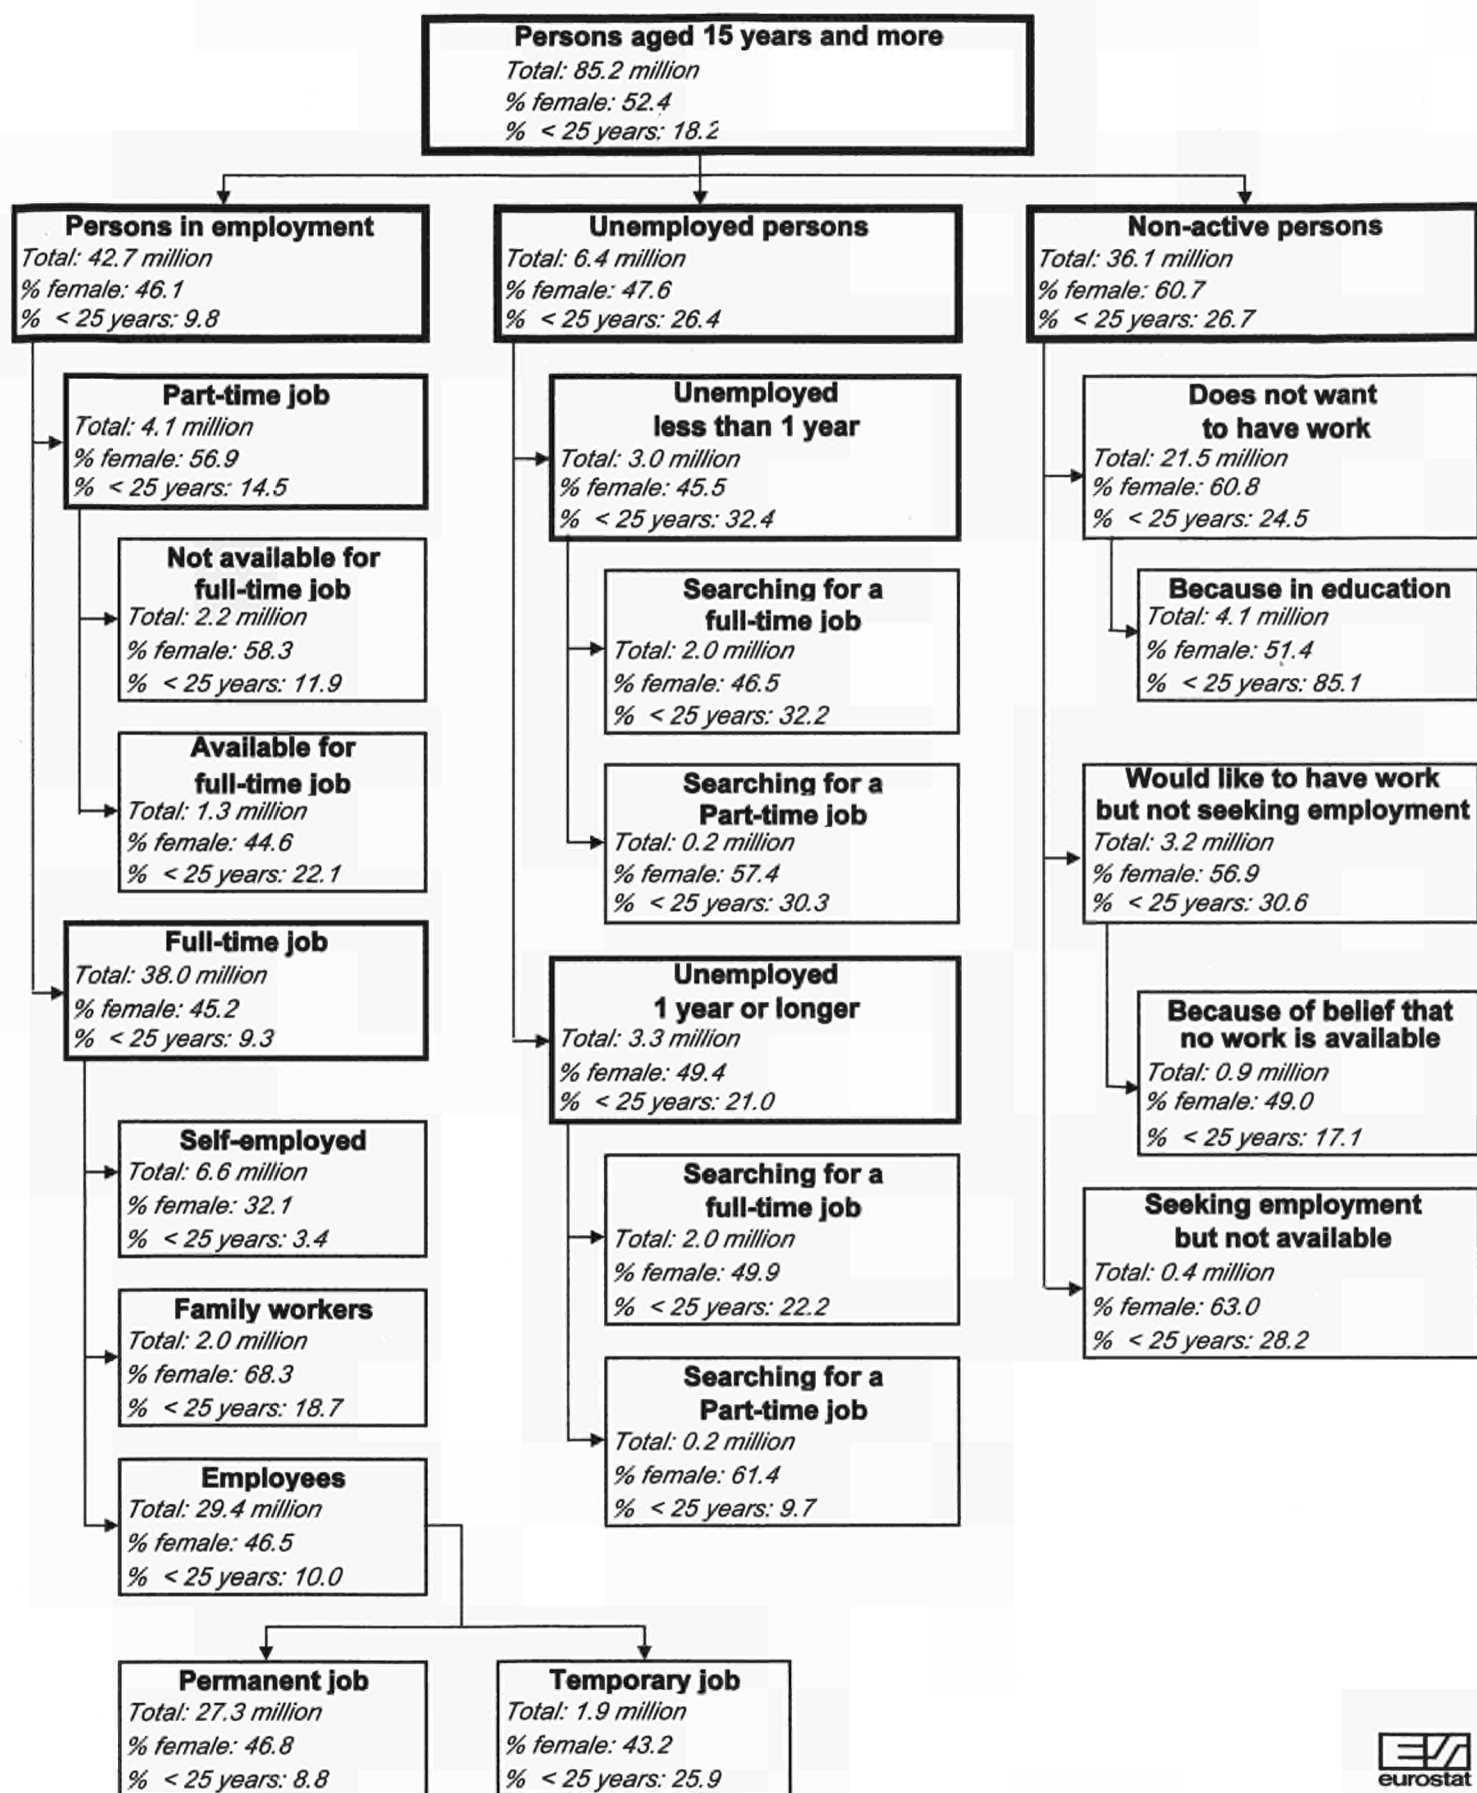 Persons aged 15 years and more
Total: 85.2 million
% female: 52.4
% < 25 years: 18.2
Persons in employment
Total: 42.7 million
% female: 46.1
% < 25 years: 9.8
Part-time job
Total: 4.1 million
% female: 56.9
% < 25 years: 14.5
Not available for
full-time job
Total: 2.2 million
% female: 58.3
% < 25 years: 11.9
Available for
full-time job
Total: 1.3 million
% female: 44.6
% < 25 years: 22.1
Full-time job
Total: 38.0 million
% female: 45.2
% < 25 years: 9.3
Self-employed
Total: 6.6 million
% female: 32.1
% < 25 years: 3.4
Family workers
Total: 2.0 million
% female: 68.3
% < 25 years: 18.7
Employees
Total: 29.4 million
% female: 46.5
% < 25 years: 10.0
Permanent job
Total: 27.3 million
% female: 46.8
% < 25 years: 8.8
Temporary job
Total: 1.9 million
% female: 43.2
% < 25 years: 25.9
Unemployed persons
Total: 6.4 million
% female: 47.6
% < 25 years: 26.4
Unemployed
less than 1 year
Total: 3.0 million
% female: 45.5
% < 25 years: 32.4
Searching for a
full-time job
Total: 2.0 million
% female: 46.5
% < 25 years: 32.2
Searching for a
Part-time job
Total: 0.2 million
% female: 57.4
% < 25 years: 30.3
Unemployed
1 year or longer
Total: 3.3 million
% female: 49.4
% < 25 years: 21.0
Searching for a
full-time job
Total: 2.0 million
% female: 49.9
% < 25 years: 22.2
Searching for a
Part-time job
Total: 0.2 million
% female: 61.4
% < 25 years: 9.7
Non-active persons
Total: 36.1 million
% female: 60.7
% < 25 years: 26.7
Does not want
to have work
Total: 21.5 million
% female: 60.8
% < 25 years: 24.5
Because in education
Total: 4.1 million
% female: 51.4
% < 25 years: 85.1
Would like to have work
but not seeking employment
Total: 3.2 million
% female: 56.9
% < 25 years: 30.6
Because of belief that
no work is available
Total: 0.9 million
% female: 49.0
% < 25 years: 17.1
Seeking employment
but not available
Total: 0.4 million
% female: 63.0
% < 25 years: 28.2
eurostat